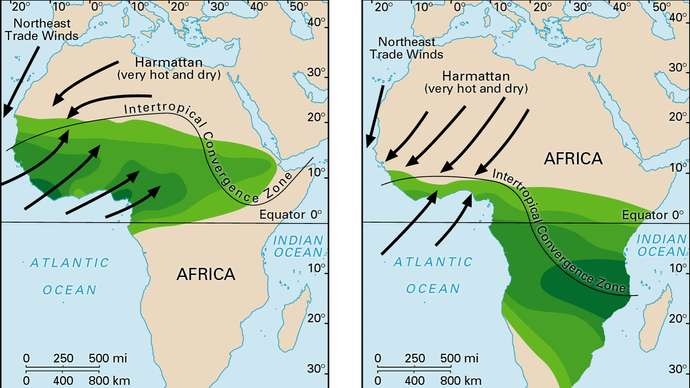 20° 10° 0° 10° 20° 30° 40° 50°
40°
Northeast
Trade Winds
Harmattan
(very hot and dry)
30°
Intertropical Convergence Zone
20°
10°
Equator 0°
INDIAN
OCEAN
ATLANTIC
OCEAN
AFRICA
10°
20°
0 250 500 mi
0 400 800 km
30°
20° 10° 0° 10° 20° 30° 40° 50°
40°
Northeast
Trade Winds
Harmattan
(very hot and dry)
30°
20°
AFRICA
Intertropical Convergence Zone
10°
Equator 0°
INDIAN
OCEAN
ATLANTIC
OCEAN
10°
20°
0 250 500 mi
0 400 800 km
30°